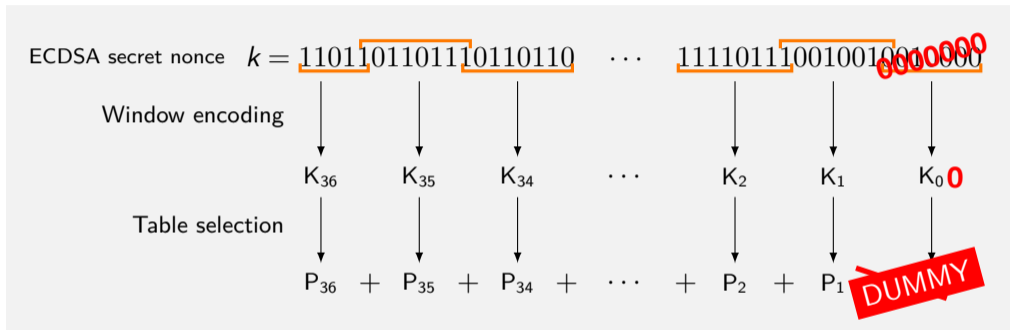 ECDSA secret nonce k = 1101101101110110110 ··· 111101110010010010000 0000000
Window encoding
K36 K35 K34 ··· K2 K1 K0 0
Table selection
P36 + P35 + P34 + ··· + P2 + P1 DUMMY